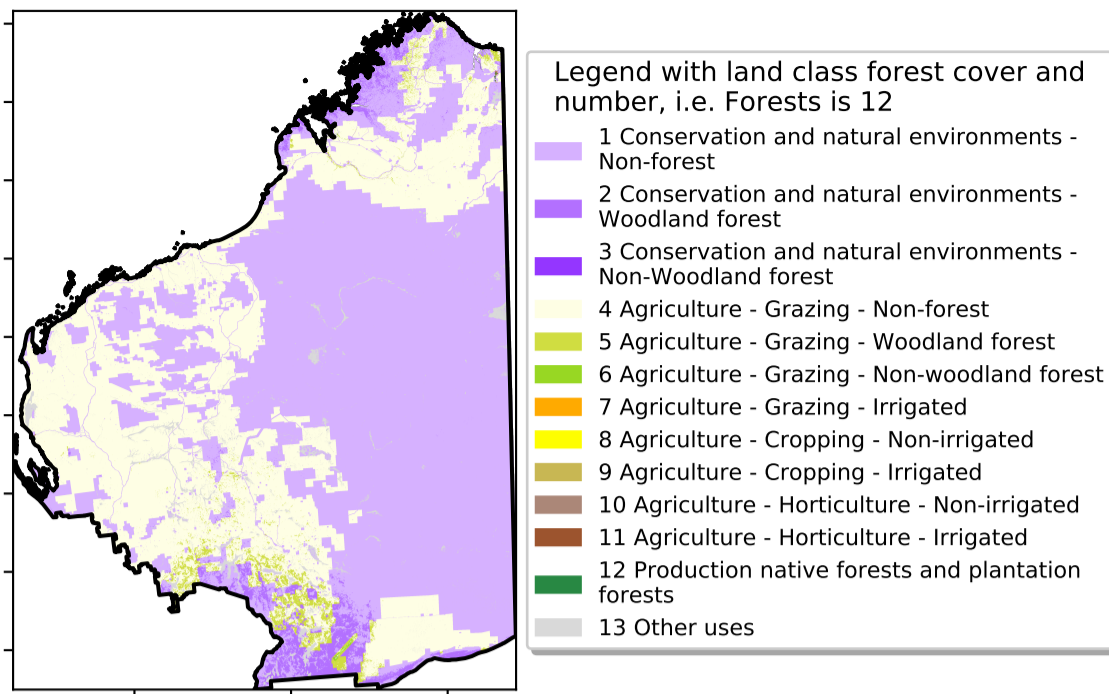 Legend with land class forest cover and
number, i.e. Forests is 12
1 Conservation and natural environments -
Non-forest
2 Conservation and natural environments -
Woodland forest
3 Conservation and natural environments -
Non-Woodland forest
4 Agriculture - Grazing - Non-forest
5 Agriculture - Grazing - Woodland forest
6 Agriculture - Grazing - Non-woodland forest
7 Agriculture - Grazing - Irrigated
8 Agriculture - Cropping - Non-irrigated
9 Agriculture - Cropping - Irrigated
10 Agriculture - Horticulture - Non-irrigated
11 Agriculture - Horticulture - Irrigated
12 Production native forests and plantation
forests
13 Other uses